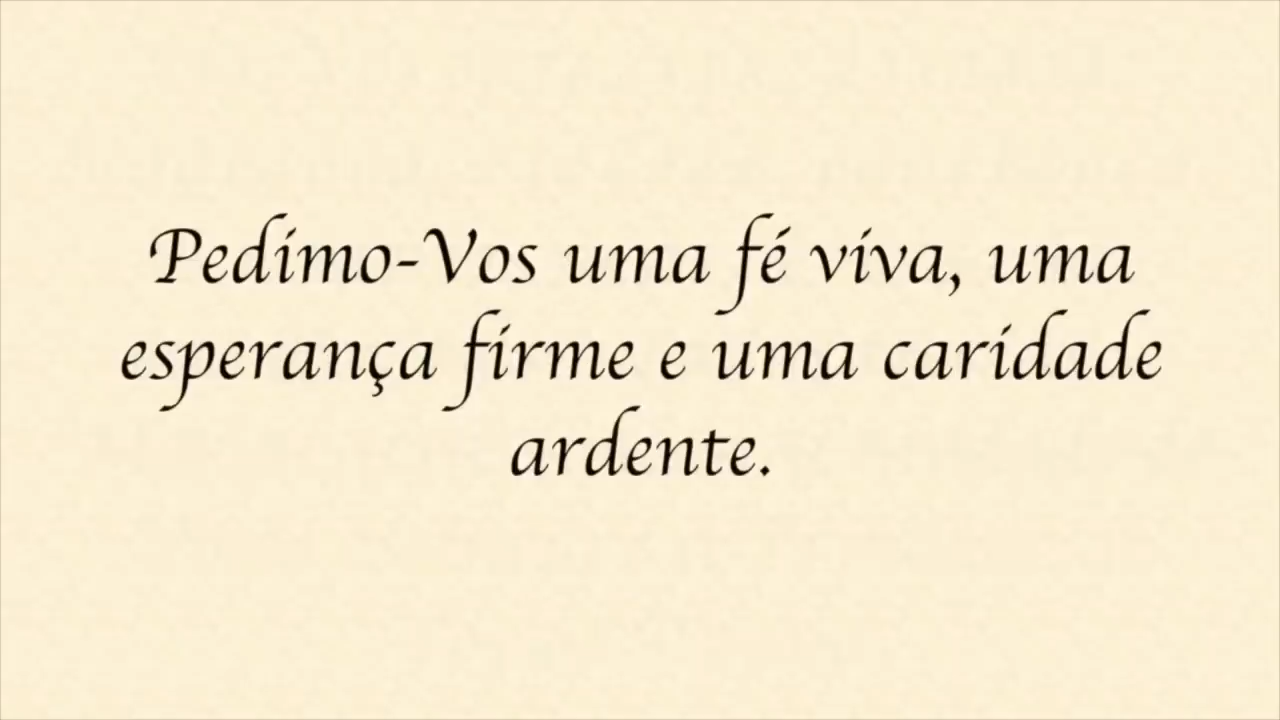 Pedimo-Vos uma fé viva, uma
esperança firme e uma caridade
ardente.